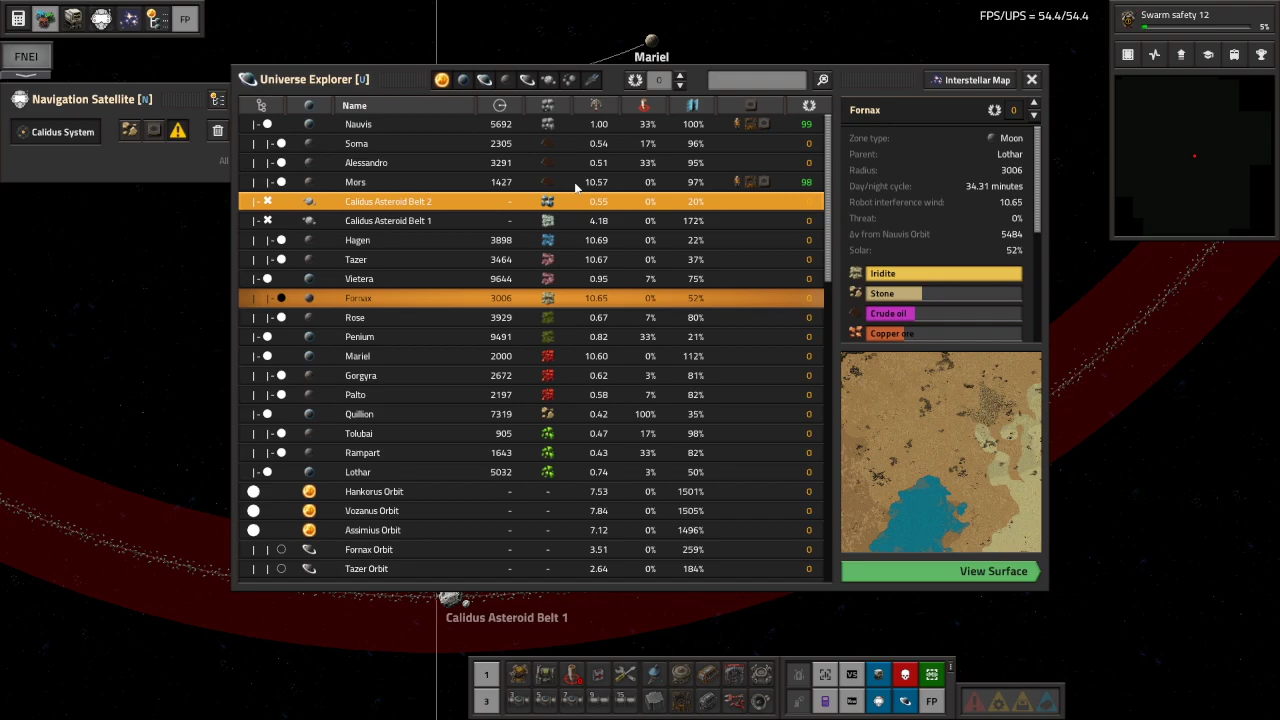 FP
FPS/UPS = 54.4/54.4
Swarm safety 12
5%
FNEI
Mariel
Universe Explorer [U]
0
Interstellar Map
Navigation Satellite [N]
Calidus System
All
Name
Nauvis 5692 1.00 33% 100% 99
Soma 2305 0.54 17% 96% 0
Alessandro 3291 0.51 33% 95% 0
Mors 1427 10.57 0% 97% 98
Calidus Asteroid Belt 2 - 0.55 0% 20% 0
Calidus Asteroid Belt 1 - 4.18 0% 172% 0
Hagen 3898 10.69 0% 22% 0
Tazer 3464 10.67 0% 37% 0
Vietera 9644 0.95 7% 75% 0
Fornax 3006 10.65 0% 52% 0
Rose 3929 0.67 7% 80% 0
Penium 9491 0.82 33% 21% 0
Mariel 2000 10.60 0% 112% 0
Gorgyra 2672 0.62 3% 81% 0
Palto 2197 0.58 7% 82% 0
Quillion 7319 0.42 100% 35% 0
Tolubai 905 0.47 17% 98% 0
Rampart 1643 0.43 33% 82% 0
Lothar 5032 0.74 3% 50% 0
Hankorus Orbit - - 7.53 0% 1501% 0
Vozanus Orbit - - 7.84 0% 1505% 0
Assimius Orbit - - 7.12 0% 1496% 0
Fornax Orbit - - 3.51 0% 259% 0
Tazer Orbit - - 2.64 0% 184% 0
Fornax 0
Zone type: Moon
Parent: Lothar
Radius: 3006
Day/night cycle: 34.31 minutes
Robot interference wind: 10.65
Threat: 0%
Δv from Nauvis Orbit 5484
Solar: 52%
Iridite
Stone
Crude oil
Copper ore
View Surface
Calidus Asteroid Belt 1
1
3
FP